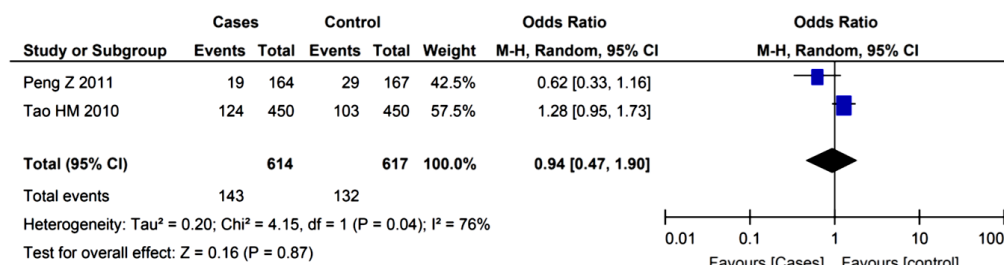 Cases Control Odds Ratio Odds Ratio
Study or Subgroup Events Total Events Total Weight M-H, Random, 95% CI M-H, Random, 95% CI
Peng Z 2011 19 164 29 167 42.5% 0.62 [0.33, 1.16]
Tao HM 2010 124 450 103 450 57.5% 1.28 [0.95, 1.73]
Total (95% CI) 614 617 100.0% 0.94 [0.47, 1.90]
Total events 143 132
Heterogeneity: Tau² = 0.20; Chi² = 4.15, df = 1 (P = 0.04); I² = 76%
Test for overall effect: Z = 0.16 (P = 0.87)
0.01 0.1 1 10 100
Favours [Cases] Favours [control]